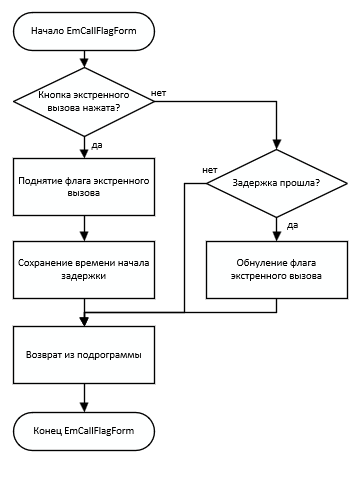 Начало EmCallFlagForm
Кнопка экстренного
вызова нажата?
нет
да
Поднятие флага экстренного
вызова
нет
Задержка прошла?
да
Сохранение времени начала
задержки
Обнуление флага
экстренного вызова
Возврат из подрограммы
Конец EmCallFlagForm